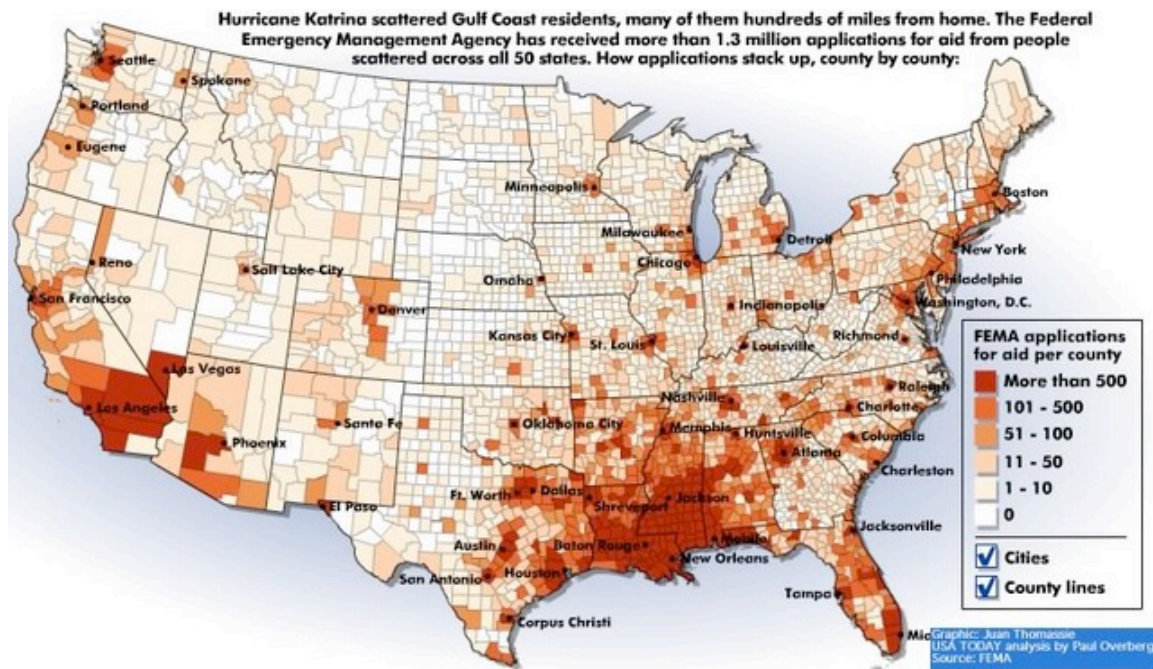 Hurricane Katrina scattered Gulf Coast residents, many of them hundreds of miles from home. The Federal
Emergency Management Agency has received more than 1.3 million applications for aid from people
scattered across all 50 states. How applications stack up, county by county:
Seattle
Spokane
Portland
Eugene
Minneapolis
Boston
Milwaukee
Detroit
New York
Reno
Salt Lake City
Chicago
Omaha
Philadelphia
San Francisco
Denver
Indianapolis
Washington, D.C.
Kansas City
St. Louis
Louisville
Richmond
Las Vegas
Nashville
Raleigh
Los Angeles
Santa Fe
Oklahoma City
Memphis
Huntsville
Charlotte
Phoenix
Columbia
Atlanta
Charleston
Ft. Worth
Dallas
Shreveport
Jackson
El Paso
Jacksonville
Austin
Baton Rouge
Mobile
New Orleans
San Antonio
Houston
Tampa
Corpus Christi
Mia
FEMA applications
for aid per county
More than 500
101 - 500
51 - 100
11 - 50
1 - 10
0
Cities
County lines
Graphic: Juan Thomassie
USA TODAY analysis by Paul Overberg
Source: FEMA